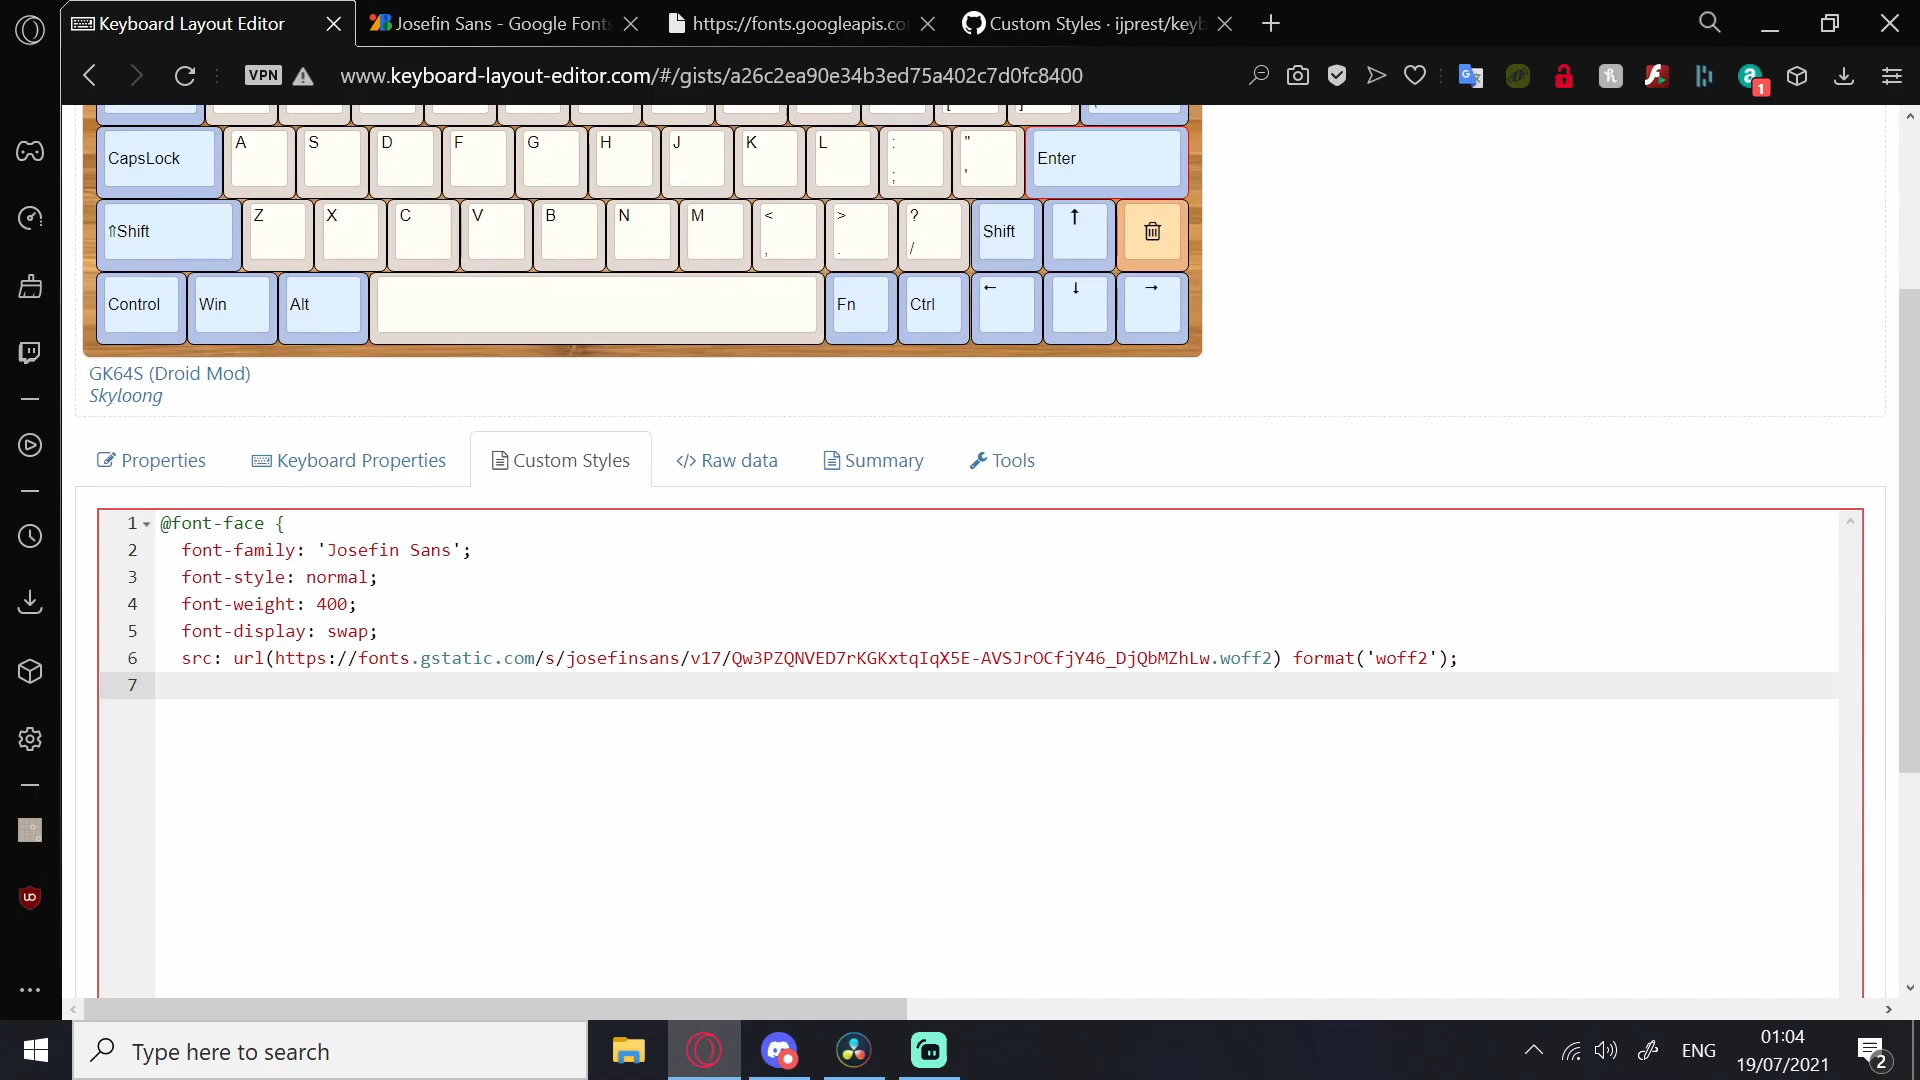 Keyboard Layout Editor
Josefin Sans - Google Fonts
https://fonts.googleapis.co
Custom Styles · ijprest/keyb
VPN
www.keyboard-layout-editor.com/#/gists/a26c2ea90e34b3ed75a402c7d0fc8400
1
[ ] \
CapsLock A S D F G H J K L : " Enter
; '
⇑Shift Z X C V B N M < > ? Shift ↑
, . /
Control Win Alt Fn Ctrl ← ↓ →
GK64S (Droid Mod)
Skyloong
Properties Keyboard Properties Custom Styles </> Raw data Summary Tools
1 @font-face {
2 font-family: 'Josefin Sans';
3 font-style: normal;
4 font-weight: 400;
5 font-display: swap;
6 src: url(https://fonts.gstatic.com/s/josefinsans/v17/Qw3PZQNVED7rKGKxtqIqX5E-AVSJrOCfjY46_DjQbMZhLw.woff2) format('woff2');
7
Type here to search
ENG
01:04
19/07/2021
2